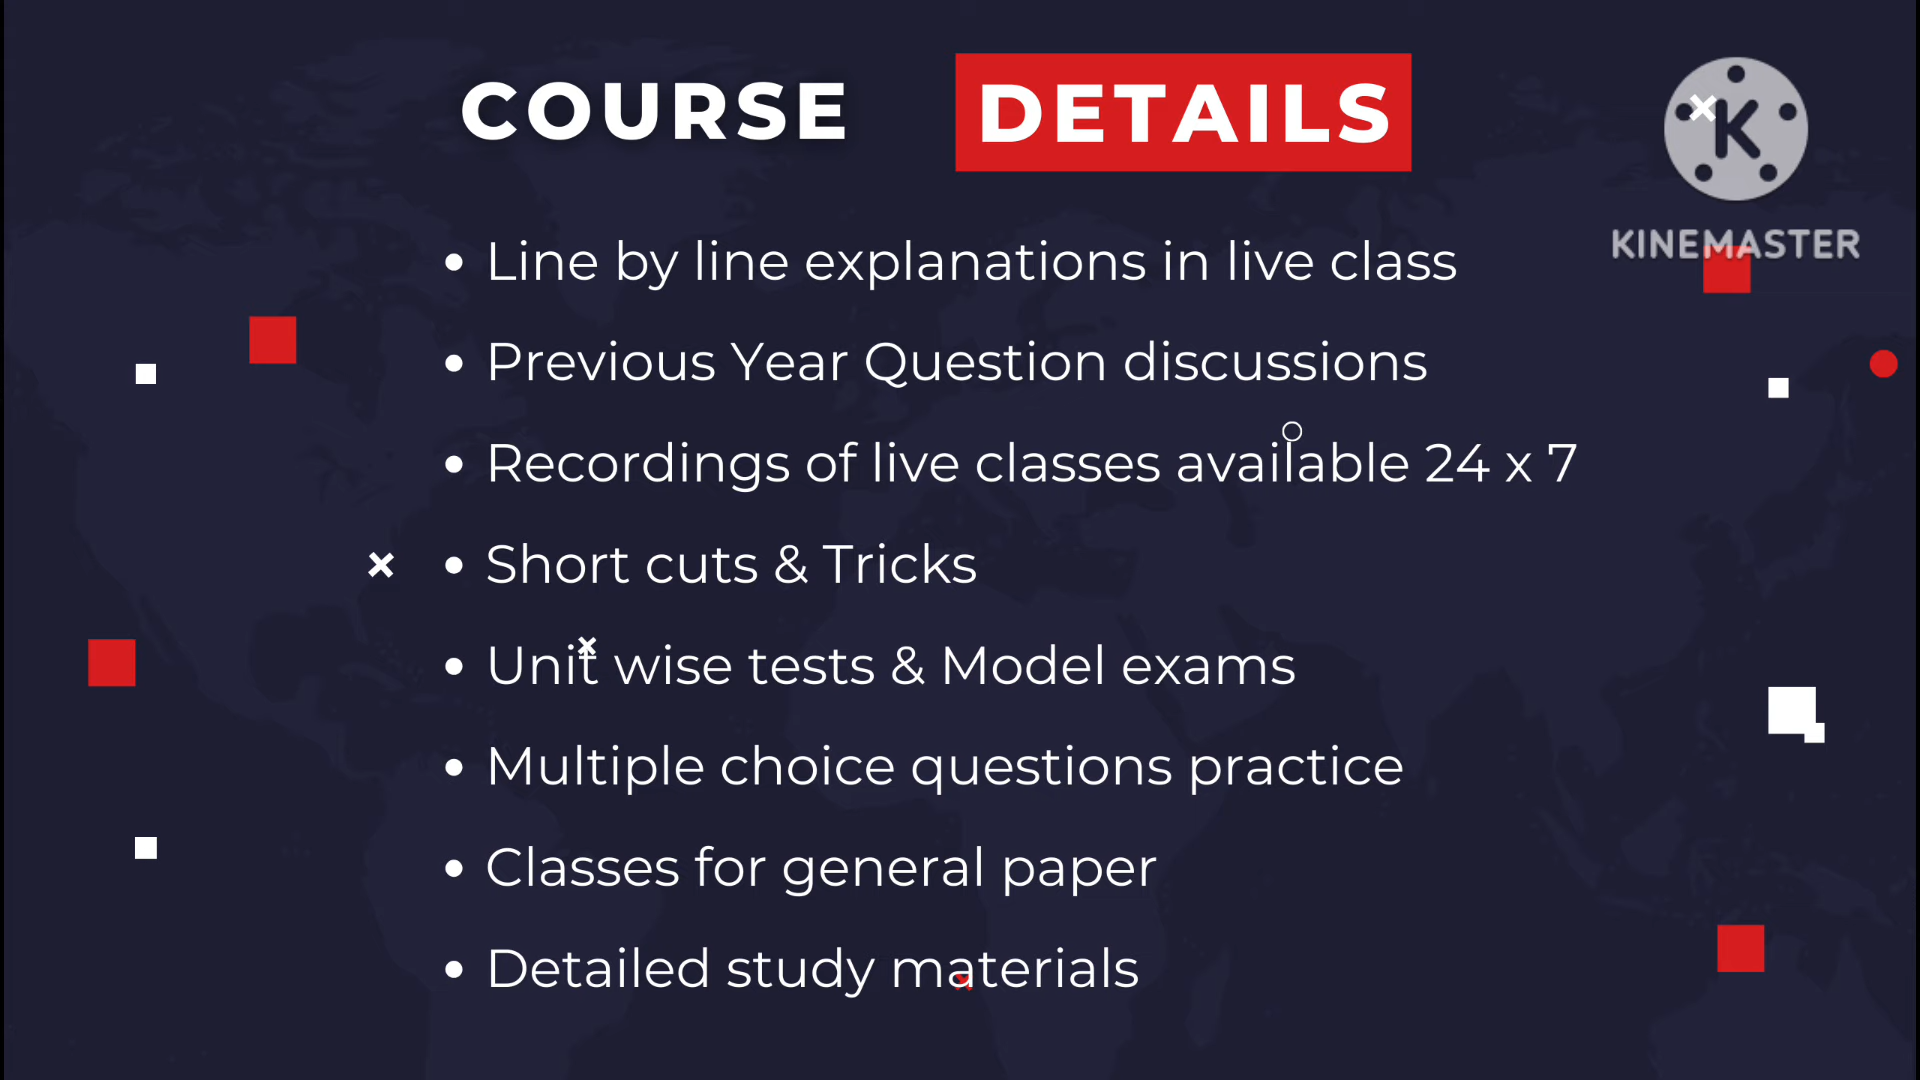 COURSE DETAILS
K
KINEMASTER
• Line by line explanations in live class
• Previous Year Question discussions
• Recordings of live classes available 24 x 7
• Short cuts & Tricks
• Unit wise tests & Model exams
• Multiple choice questions practice
• Classes for general paper
• Detailed study materials